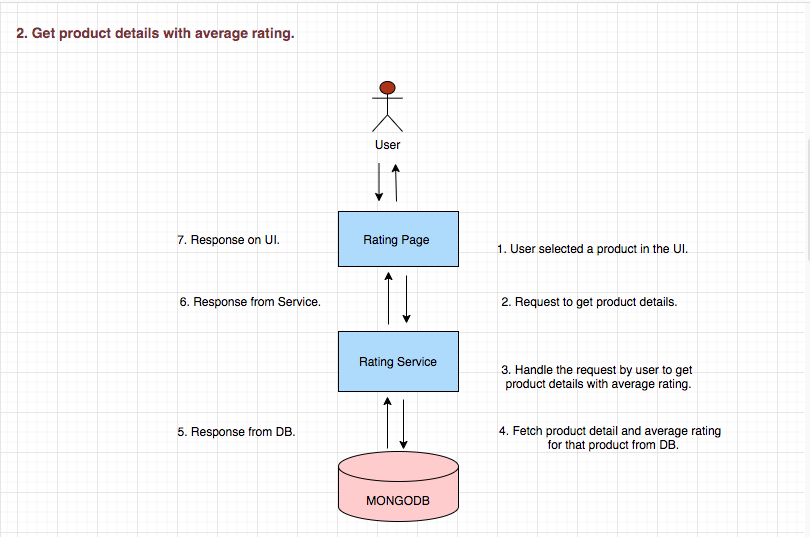 2. Get product details with average rating.
User
7. Response on UI.
Rating Page
1. User selected a product in the UI.
6. Response from Service.
2. Request to get product details.
Rating Service
3. Handle the request by user to get
product details with average rating.
5. Response from DB.
4. Fetch product detail and average rating
for that product from DB.
MONGODB